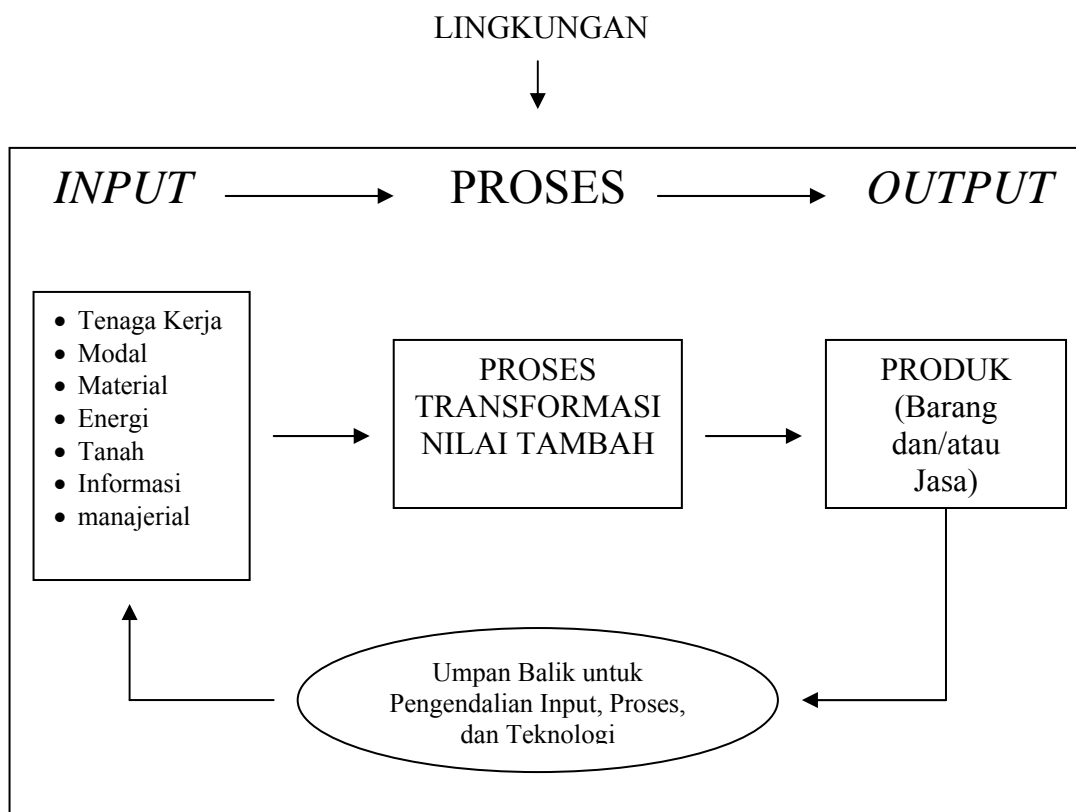 LINGKUNGAN
INPUT PROSES OUTPUT
• Tenaga Kerja
• Modal
• Material
• Energi
• Tanah
• Informasi
• manajerial
PROSES
TRANSFORMASI
NILAI TAMBAH
PRODUK
(Barang
dan/atau
Jasa)
Umpan Balik untuk
Pengendalian Input, Proses,
dan Teknologi